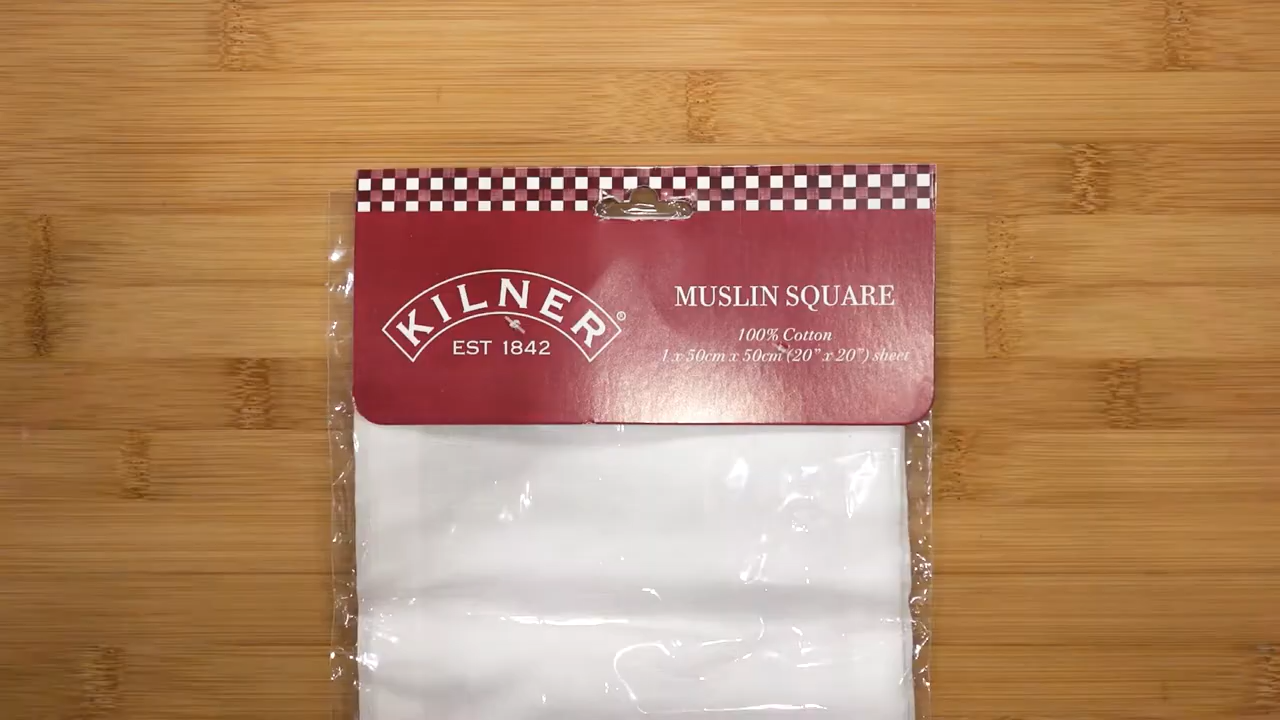 KILNER®
EST 1842
MUSLIN SQUARE
100% Cotton
1 x 50cm x 50cm (20” x 20”) sheet